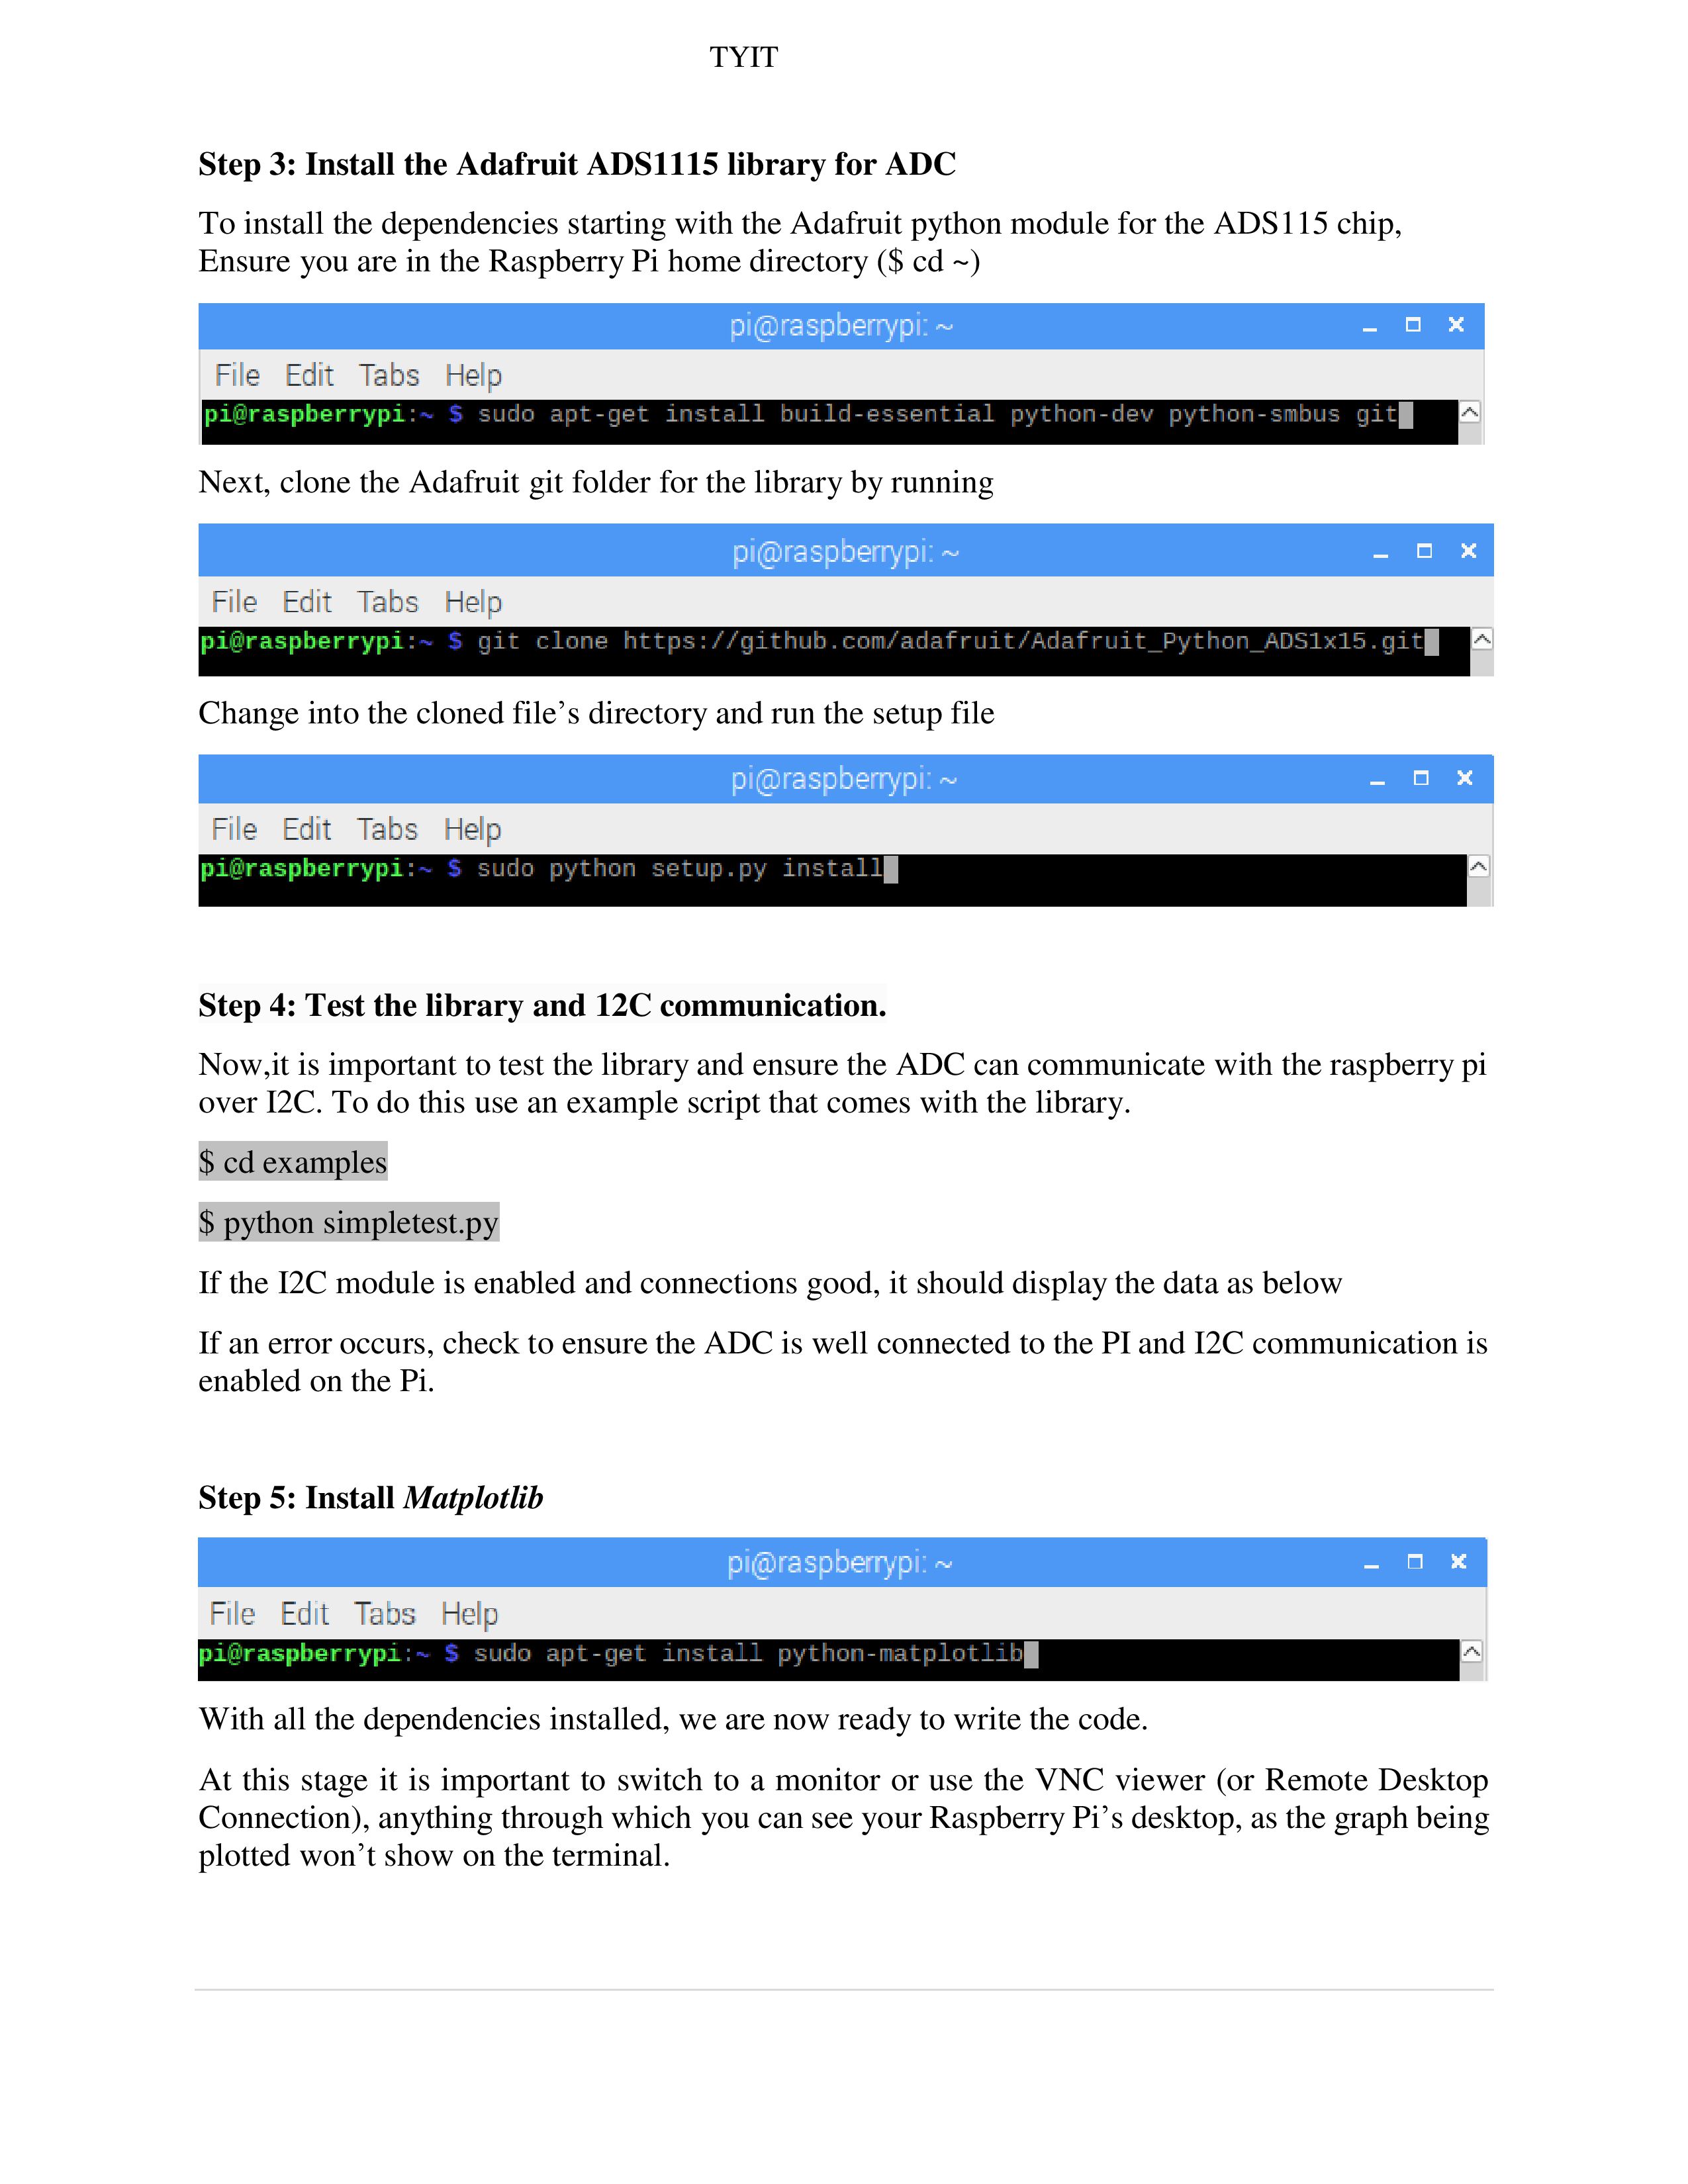 TYIT
Step 3: Install the Adafruit ADS1115 library for ADC
To install the dependencies starting with the Adafruit python module for the ADS115 chip,
Ensure you are in the Raspberry Pi home directory ($ cd ~)
pi@raspberrypi: ~
File Edit Tabs Help
pi@raspberrypi:~ $ sudo apt-get install build-essential python-dev python-smbus git
Next, clone the Adafruit git folder for the library by running
pi@raspberrypi: ~
File Edit Tabs Help
pi@raspberrypi:~ $ git clone https://github.com/adafruit/Adafruit_Python_ADS1x15.git
Change into the cloned file’s directory and run the setup file
pi@raspberrypi: ~
File Edit Tabs Help
pi@raspberrypi:~ $ sudo python setup.py install
Step 4: Test the library and 12C communication.
Now,it is important to test the library and ensure the ADC can communicate with the raspberry pi
over I2C. To do this use an example script that comes with the library.
$ cd examples
$ python simpletest.py
If the I2C module is enabled and connections good, it should display the data as below
If an error occurs, check to ensure the ADC is well connected to the PI and I2C communication is
enabled on the Pi.
Step 5: Install Matplotlib
pi@raspberrypi: ~
File Edit Tabs Help
pi@raspberrypi:~ $ sudo apt-get install python-matplotlib
With all the dependencies installed, we are now ready to write the code.
At this stage it is important to switch to a monitor or use the VNC viewer (or Remote Desktop
Connection), anything through which you can see your Raspberry Pi’s desktop, as the graph being
plotted won’t show on the terminal.